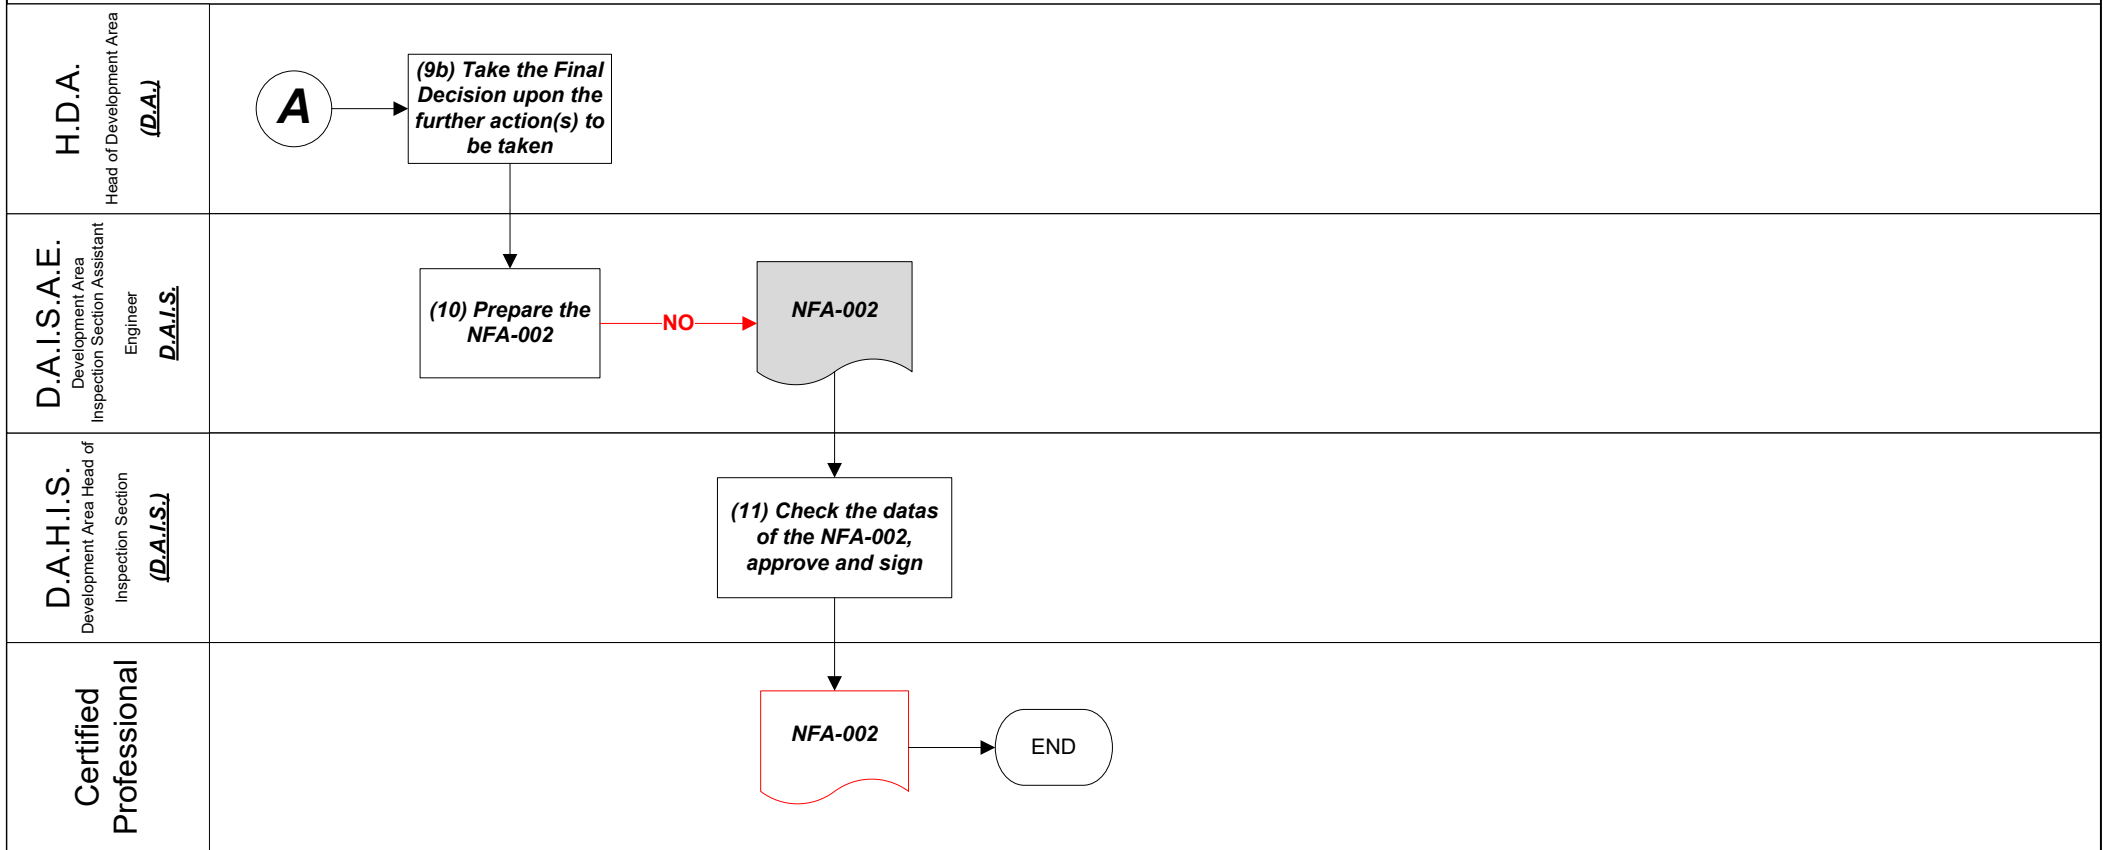 H.D.A.
Head of Development Area
(D.A.)
A
(9b) Take the Final
Decision upon the
further action(s) to
be taken
D.A.I.S.A.E.
Development Area
Inspection Section Assistant
Engineer
D.A.I.S.
(10) Prepare the
NFA-002
NO
NFA-002
D.A.H.I.S.
Development Area Head of
Inspection Section
(D.A.I.S.)
(11) Check the datas
of the NFA-002,
approve and sign
Certified
Professional
NFA-002
END